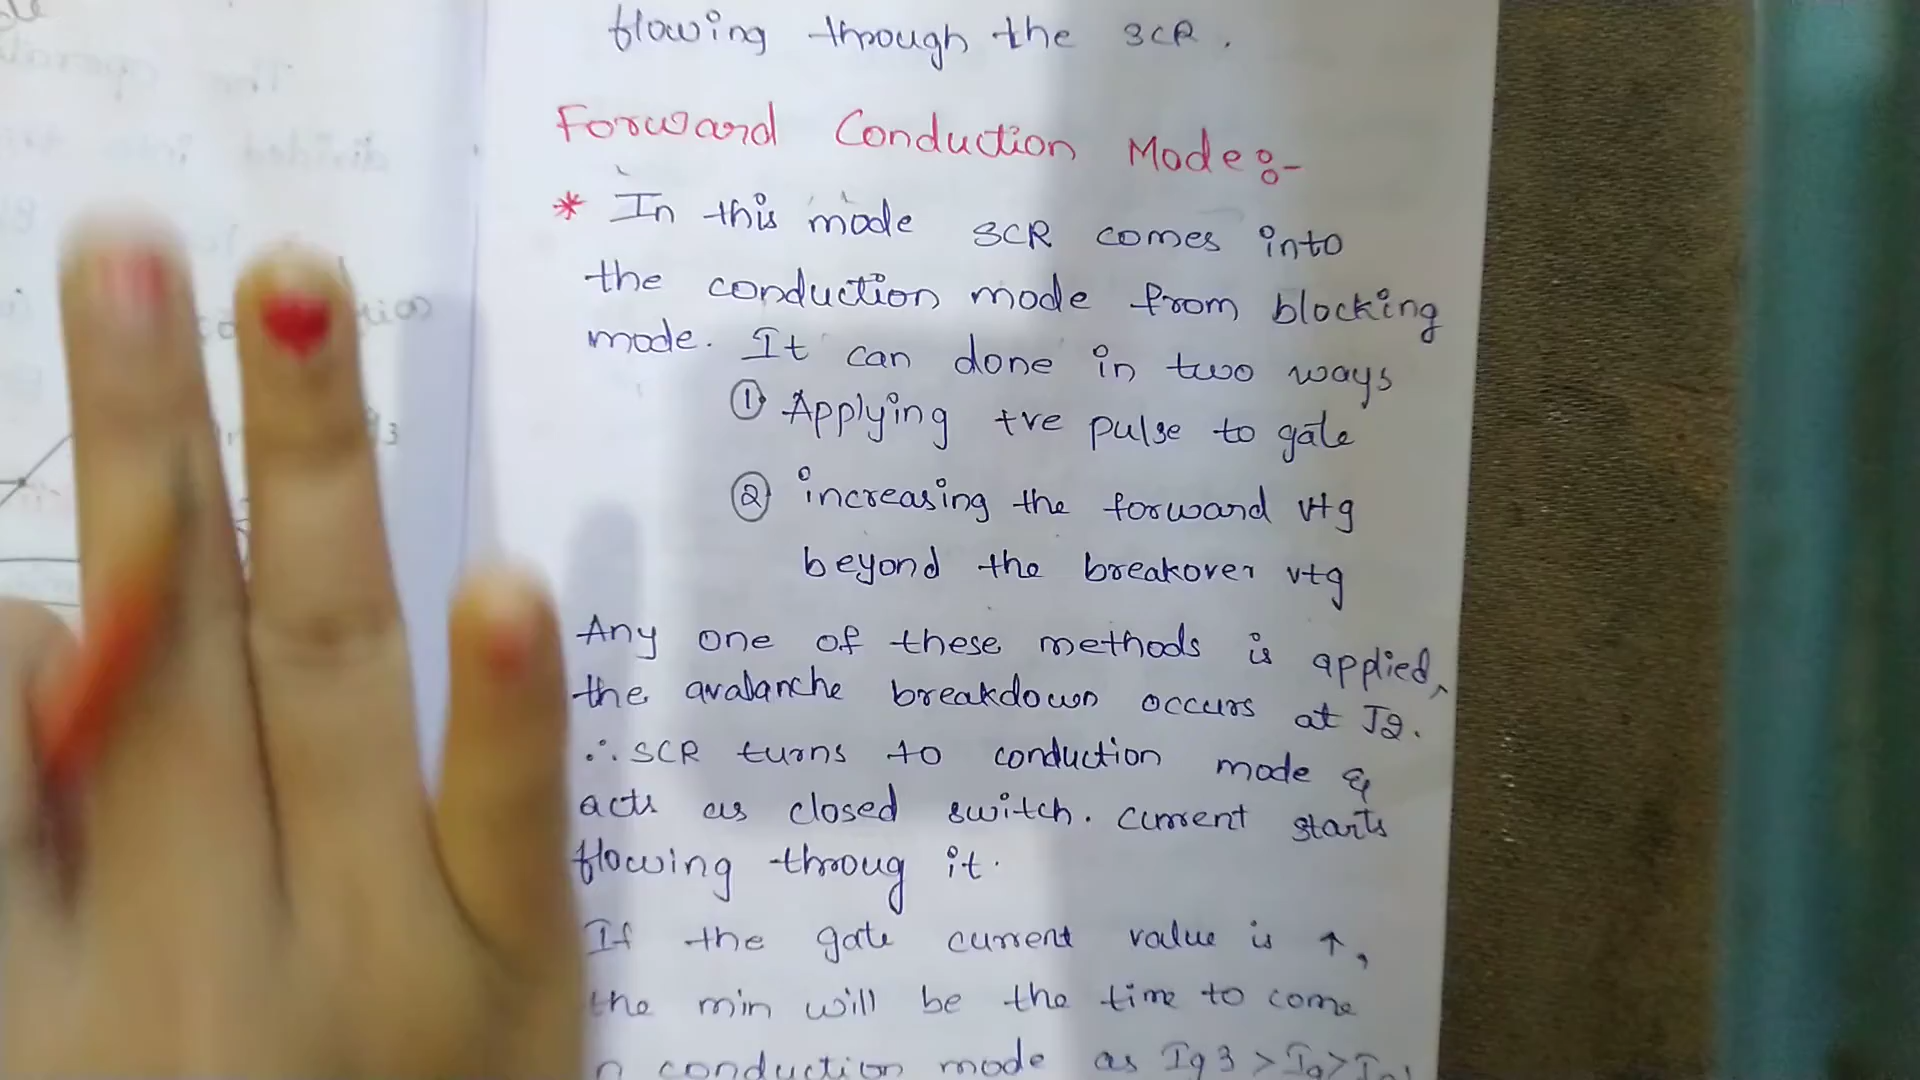 flowing through the SCR.
Forward Conduction Mode:-
* In this mode SCR comes into
the conduction mode from blocking
mode. It can done in two ways
① Applying +ve pulse to gate
② increasing the forward vtg
beyond the breakover vtg
Any one of these methods is applied,
the avalanche breakdown occurs at J2.
∴ SCR turns to conduction mode &
acts as closed switch. current starts
flowing throug it.
If the gate current value is ↑,
the min will be the time to come
conduction mode as Ig3 >